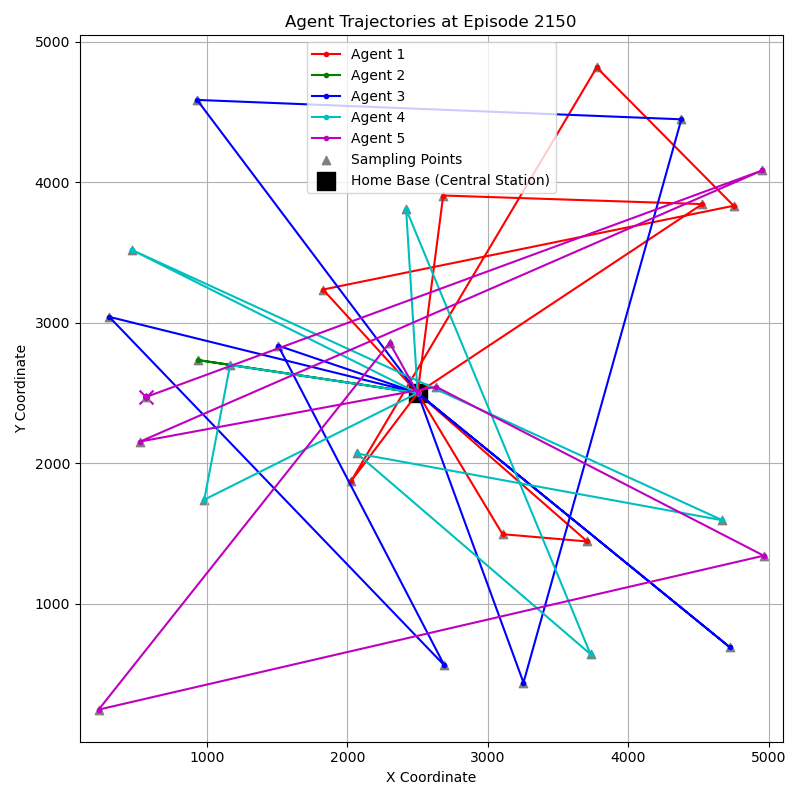 Agent Trajectories at Episode 2150
Agent 1
Agent 2
Agent 3
Agent 4
Agent 5
Sampling Points
Home Base (Central Station)
5000
4000
3000
2000
1000
Y Coordinate
1000 2000 3000 4000 5000
X Coordinate